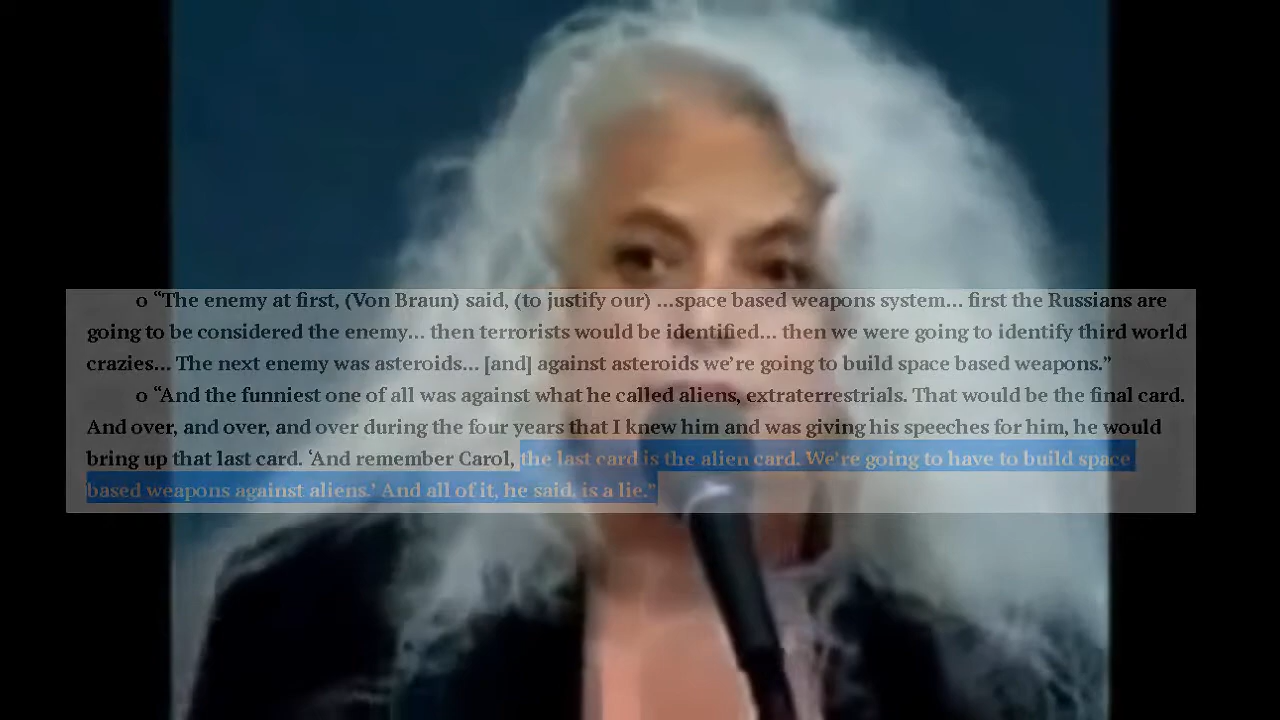 o “The enemy at first, (Von Braun) said, (to justify our) …space based weapons system… first the Russians are
going to be considered the enemy… then terrorists would be identified… then we were going to identify third world
crazies… The next enemy was asteroids… [and] against asteroids we’re going to build space based weapons.”
o “And the funniest one of all was against what he called aliens, extraterrestrials. That would be the final card.
And over, and over, and over during the four years that I knew him and was giving his speeches for him, he would
bring up that last card. ‘And remember Carol, the last card is the alien card. We’re going to have to build space
based weapons against aliens.’ And all of it, he said, is a lie.”